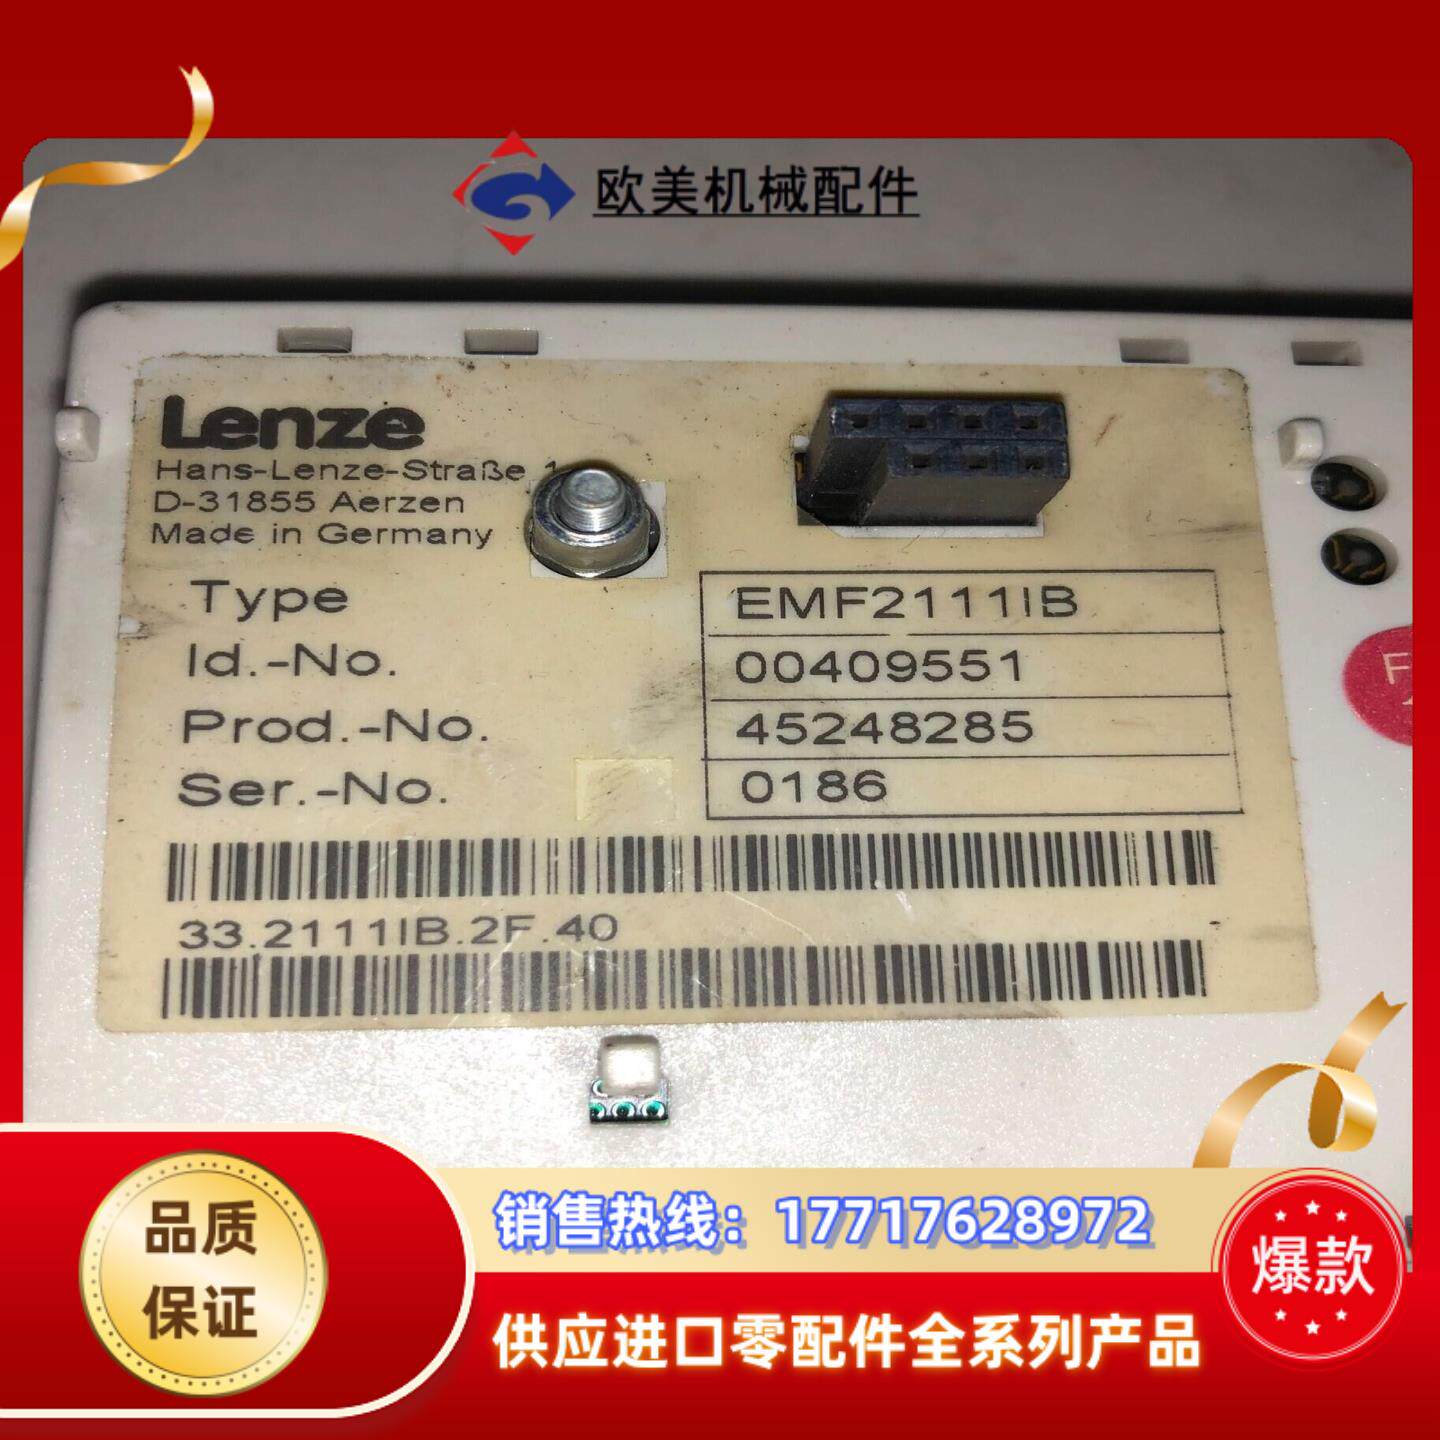 欧美机械配件
Lenze
Hans-Lenze-Straße 1
D-31855 Aerzen
Made in Germany
Type EMF2111IB
Id.-No. 00409551
Prod.-No. 45248285
Ser.-No. 0186
33.2111IB.2F.40
品质
保证
销售热线：17717628972
供应进口零配件全系列产品
爆款